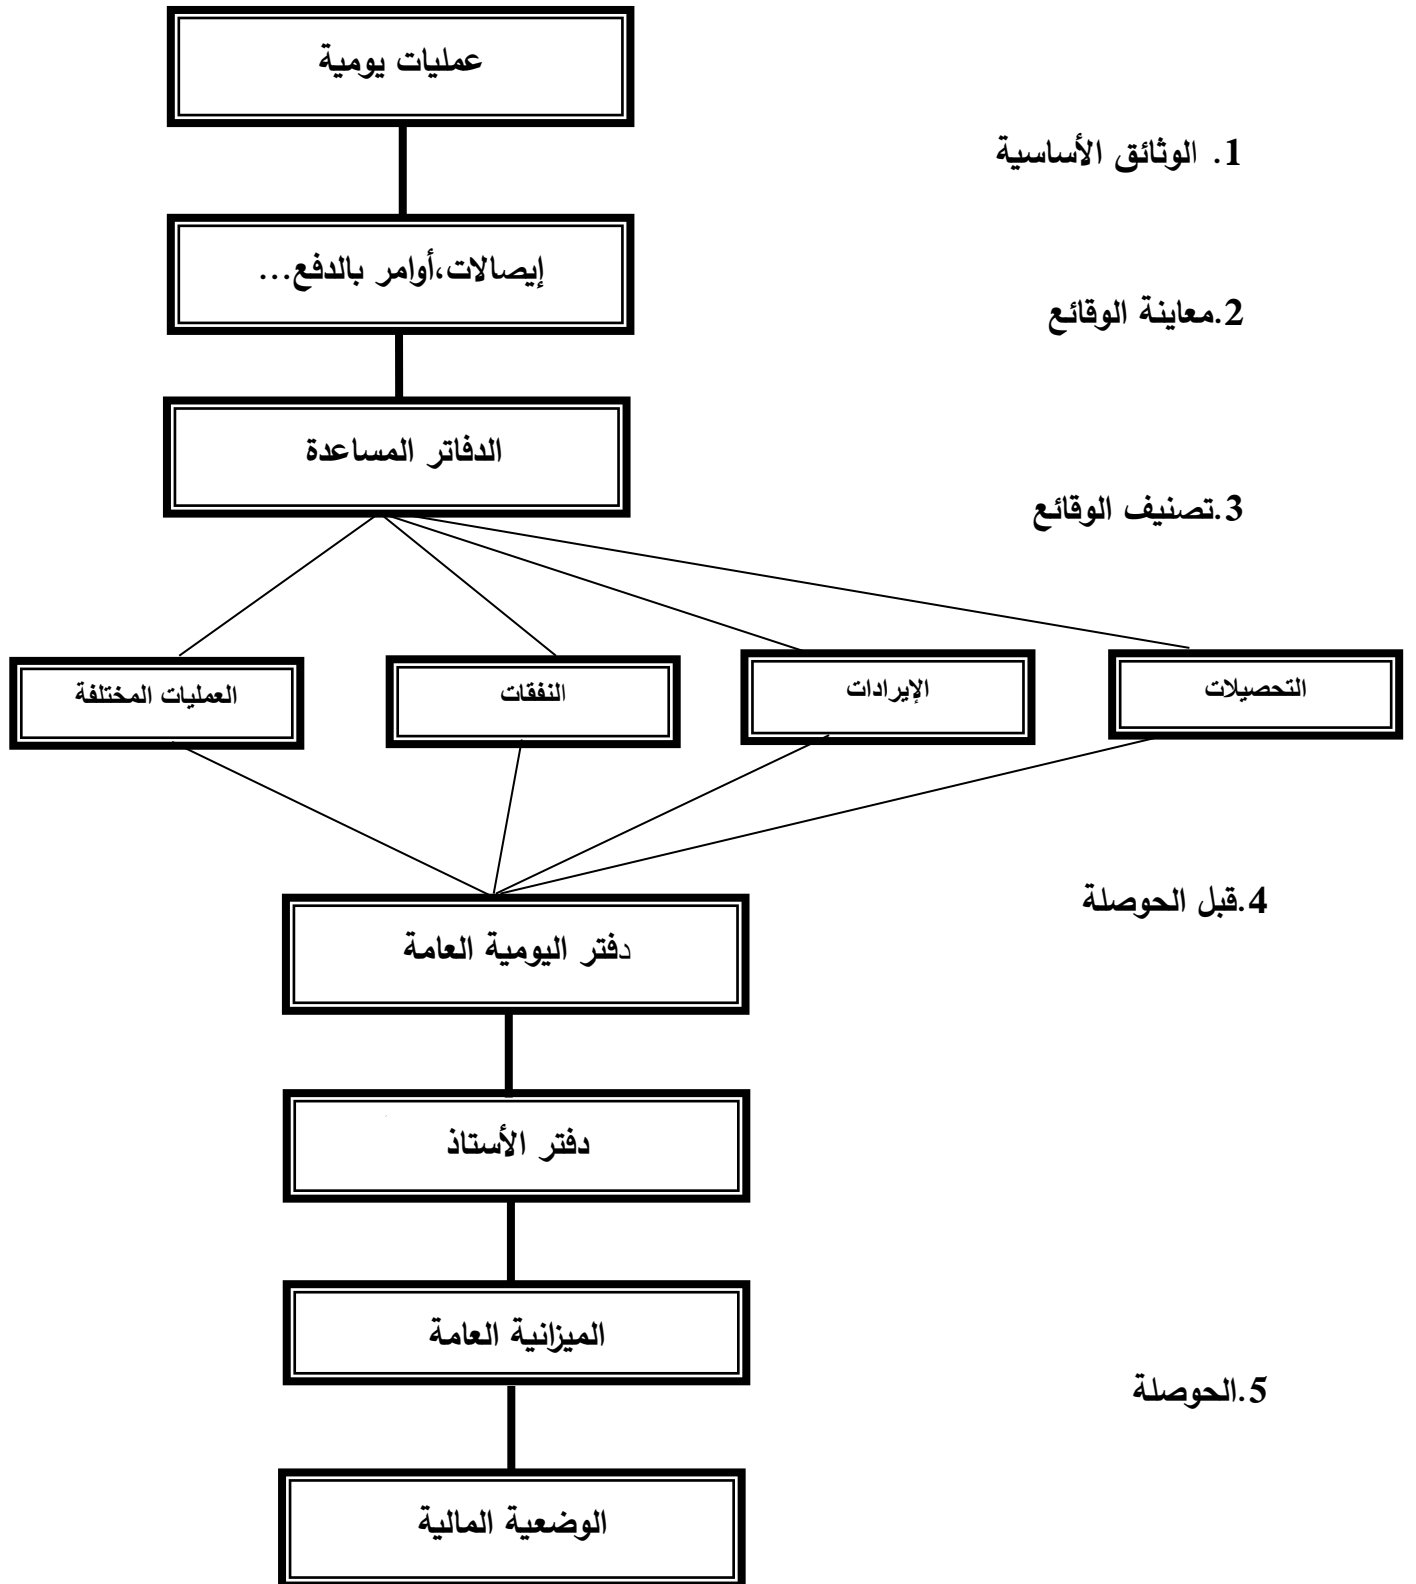 عمليات يومية
1. الوثائق الأساسية
إيصالات،أوامر بالدفع...
2.معاينة الوقائع
الدفاتر المساعدة
3.تصنيف الوقائع
التحصيلات
الإيرادات
النفقات
العمليات المختلفة
4.قبل الحوصلة
دفتر اليومية العامة
دفتر الأستاذ
الميزانية العامة
5.الحوصلة
الوضعية المالية